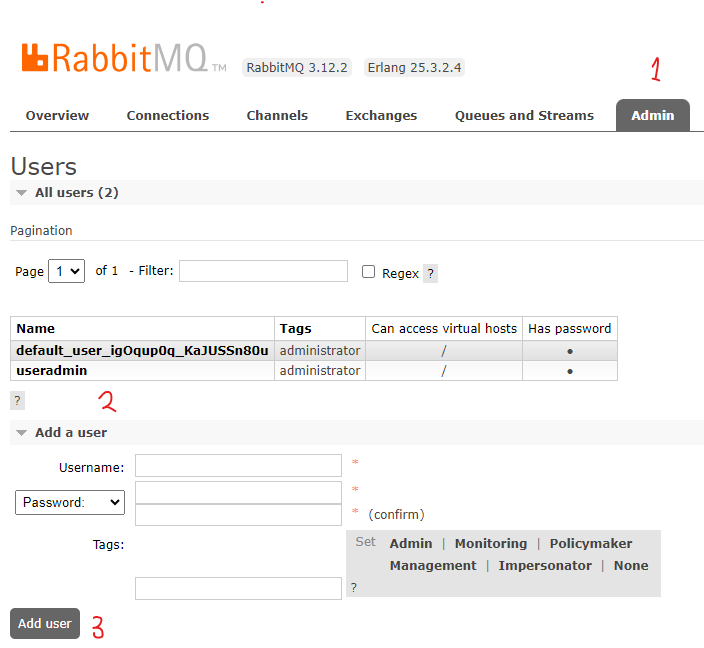 RabbitMQ TM RabbitMQ 3.12.2 Erlang 25.3.2.4
1
Overview Connections Channels Exchanges Queues and Streams Admin
Users
All users (2)
Pagination
Page 1 of 1 - Filter: Regex ?
Name Tags Can access virtual hosts Has password
default_user_igOqup0q_KaJUSSn80u administrator / •
useradmin administrator / •
?
2
Add a user
Username: *
Password: *
* (confirm)
Tags: Set Admin | Monitoring | Policymaker
Management | Impersonator | None
?
Add user 3